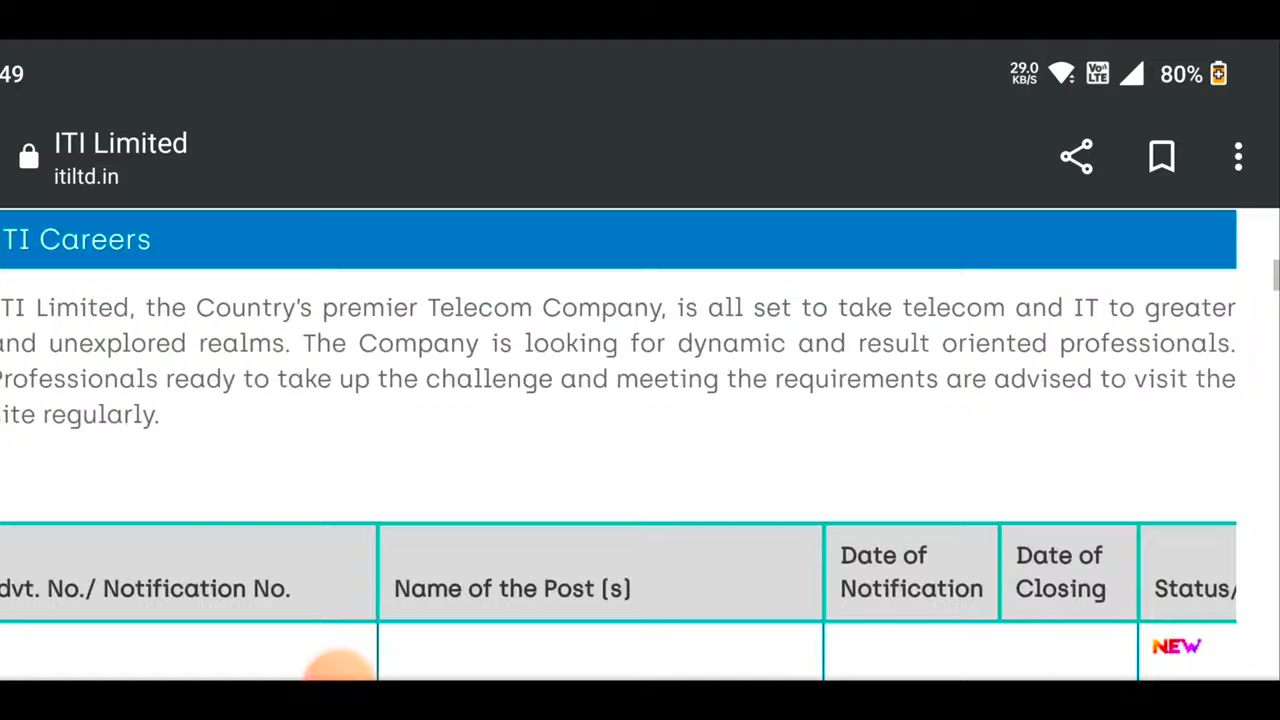 49
29.0
KB/S
Vo
LTE
80%
ITI Limited
itiltd.in
TI Careers
TI Limited, the Country's premier Telecom Company, is all set to take telecom and IT to greater
and unexplored realms. The Company is looking for dynamic and result oriented professionals.
Professionals ready to take up the challenge and meeting the requirements are advised to visit the
site regularly.
dvt. No./ Notification No.
Name of the Post (s)
Date of
Notification
Date of
Closing
Status/
NEW